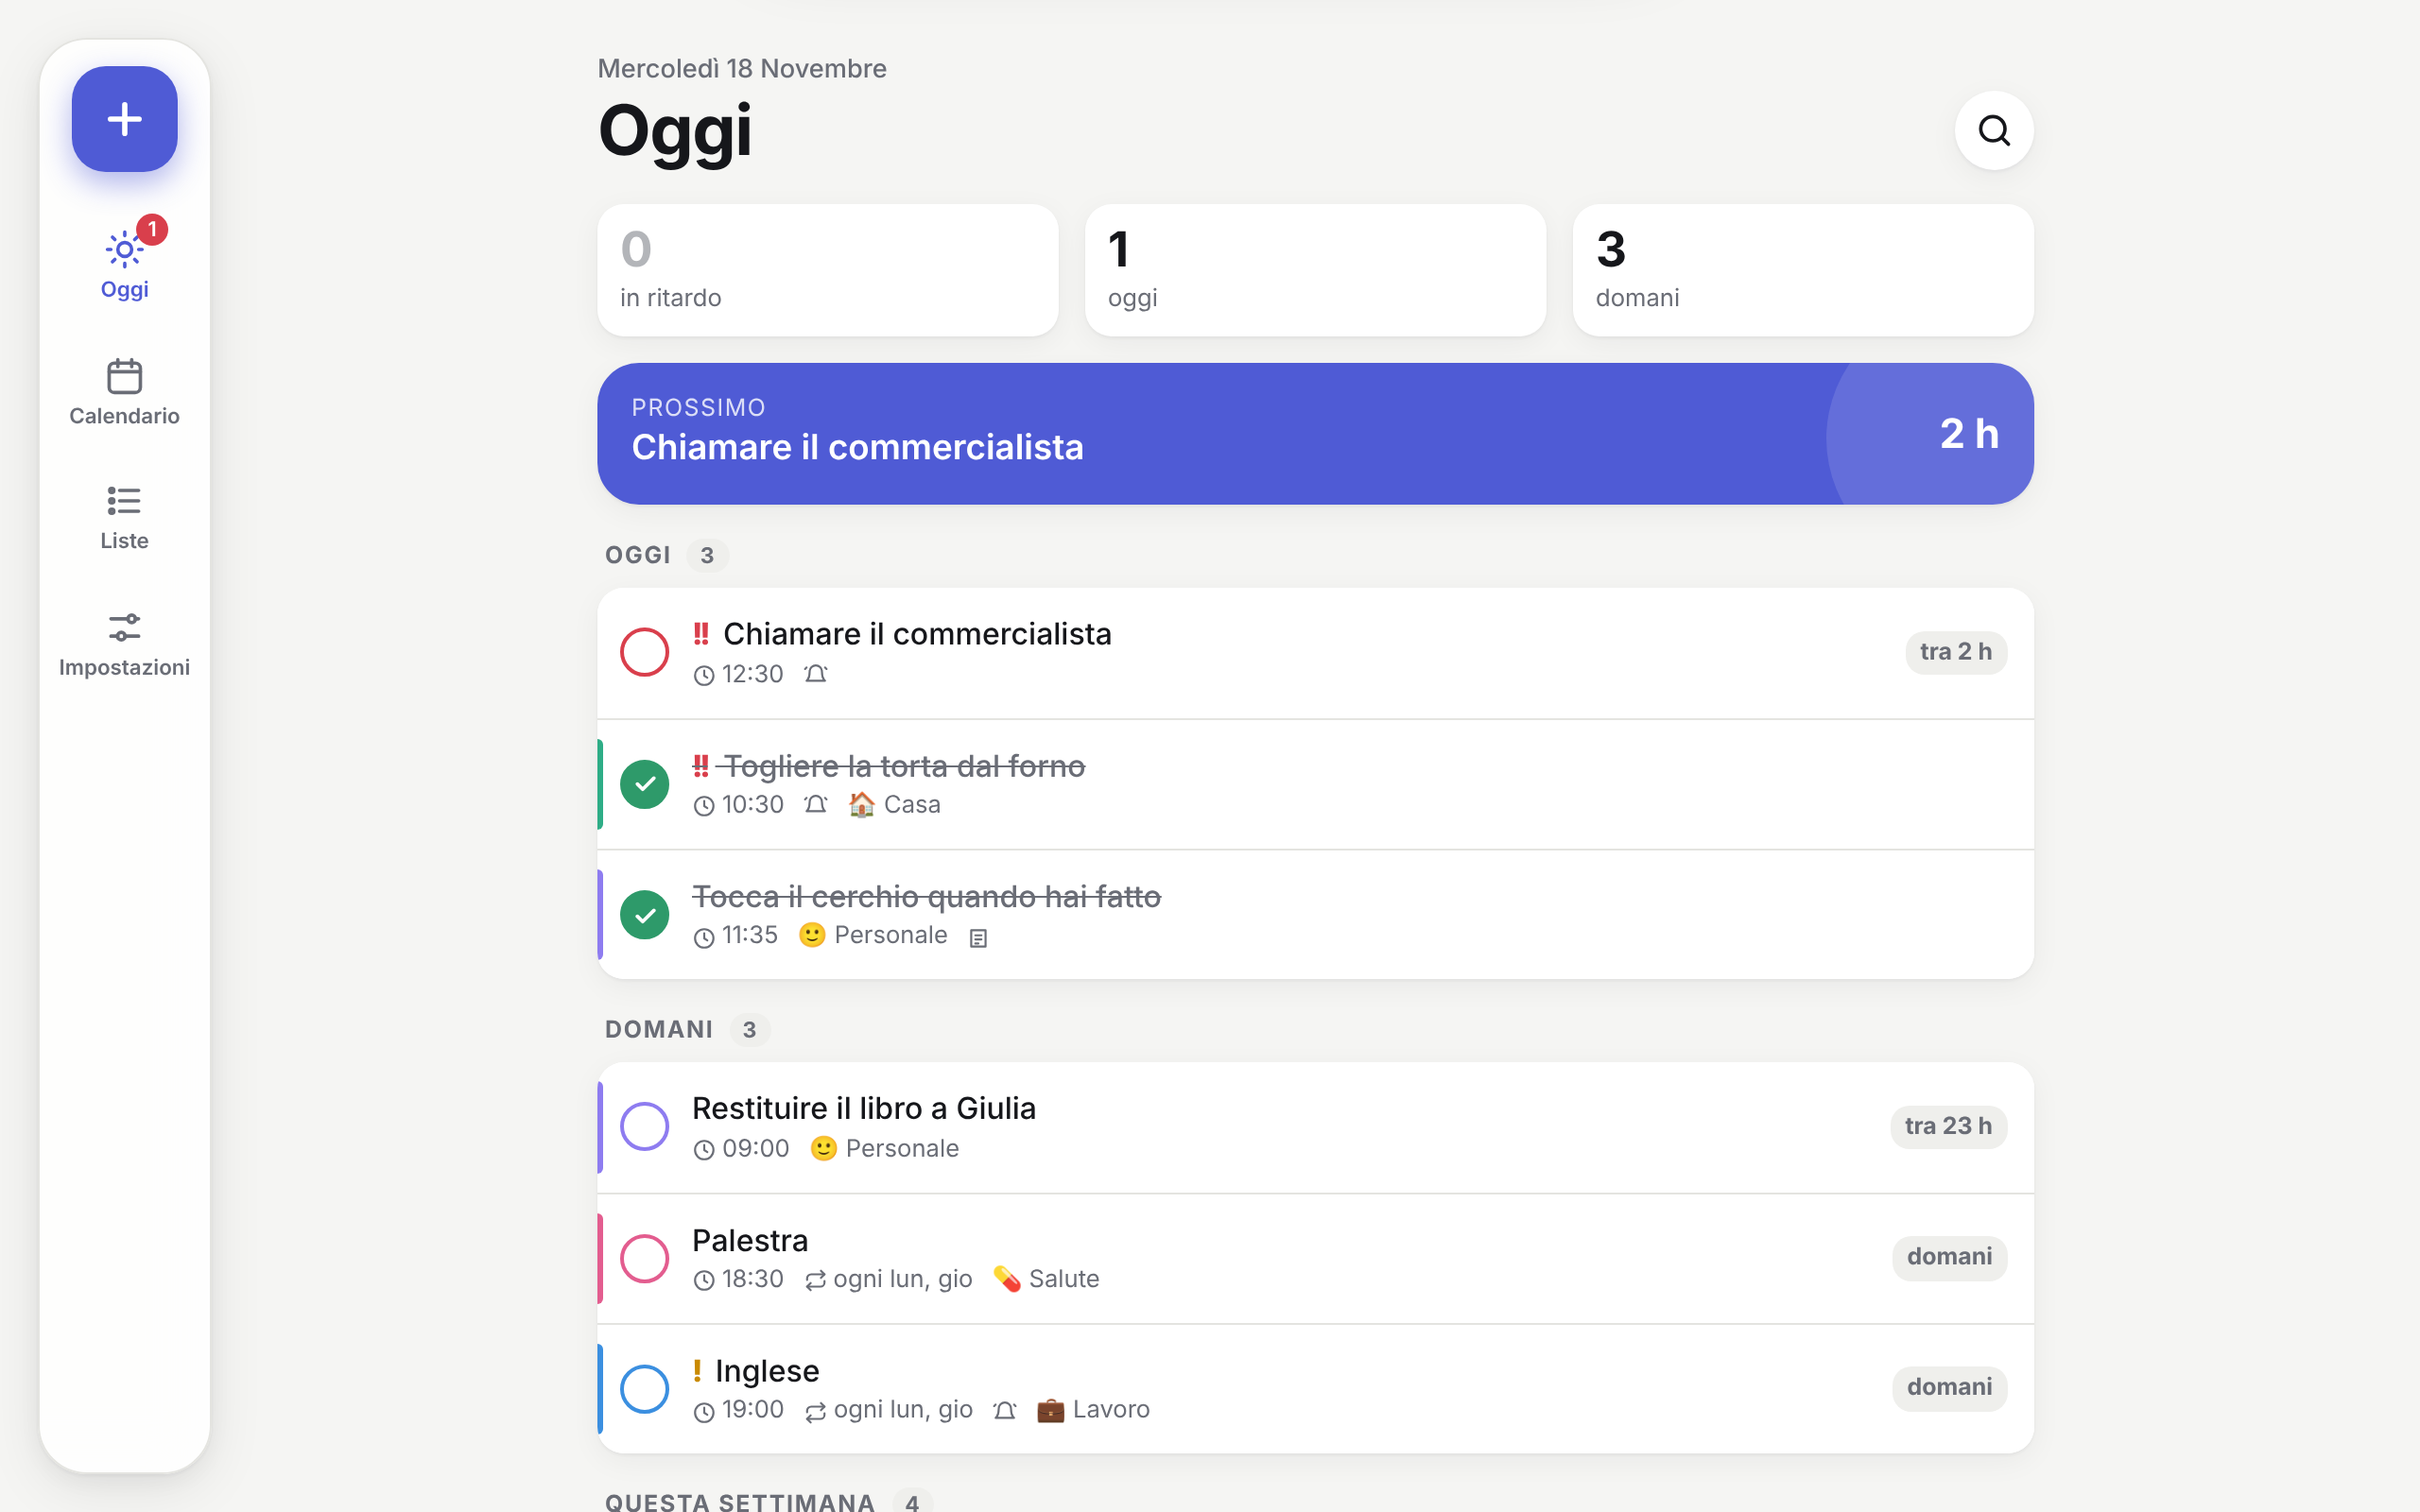 Mercoledì 18 Novembre
Oggi
1
Oggi
Calendario
Liste
Impostazioni
0
in ritardo
1
oggi
3
domani
PROSSIMO
Chiamare il commercialista
2 h
OGGI 3
‼ Chiamare il commercialista
12:30
tra 2 h
‼ Togliere la torta dal forno
10:30 Casa
Tocca il cerchio quando hai fatto
11:35 Personale
DOMANI 3
Restituire il libro a Giulia
09:00 Personale
tra 23 h
Palestra
18:30 ogni lun, gio Salute
domani
! Inglese
19:00 ogni lun, gio Lavoro
domani
QUESTA SETTIMANA 4